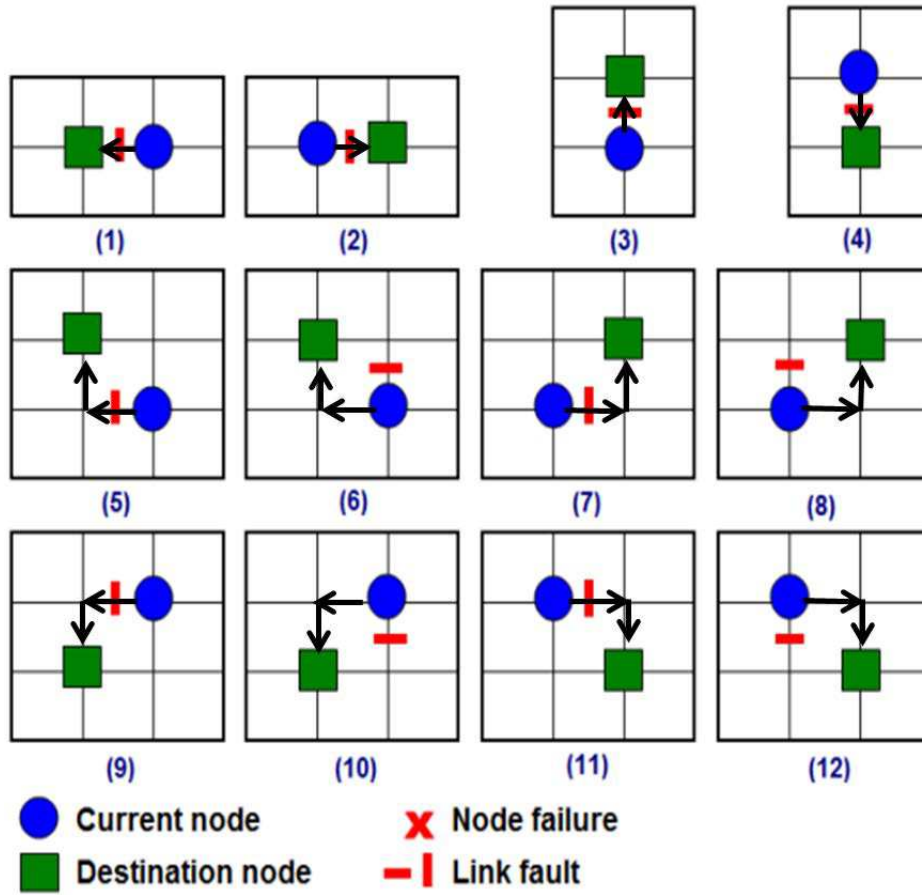 (1) (2) (3) (4)
(5) (6) (7) (8)
(9) (10) (11) (12)
Current node x Node failure
Destination node Link fault